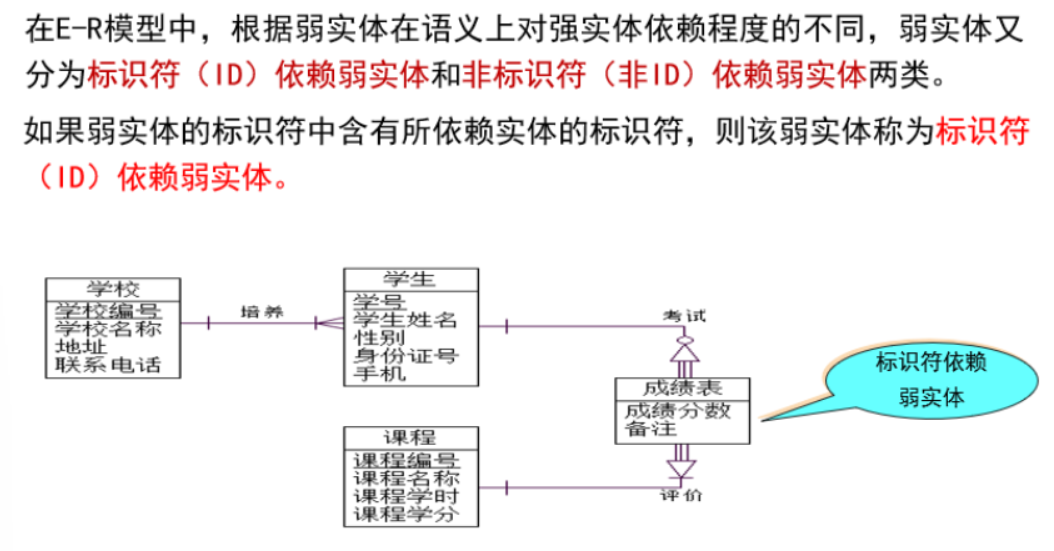 在E-R模型中，根据弱实体在语义上对强实体依赖程度的不同，弱实体又
分为标识符（ID）依赖弱实体和非标识符（非ID）依赖弱实体两类。
如果弱实体的标识符中含有所依赖实体的标识符，则该弱实体称为标识符
（ID）依赖弱实体。
学校
学校编号
学校名称
地址
联系电话
培养
学生
学号
学生姓名
性别
身份证号
手机
考试
成绩表
成绩分数
备注
标识符依赖
弱实体
课程
课程编号
课程名称
课程学时
课程学分
评价